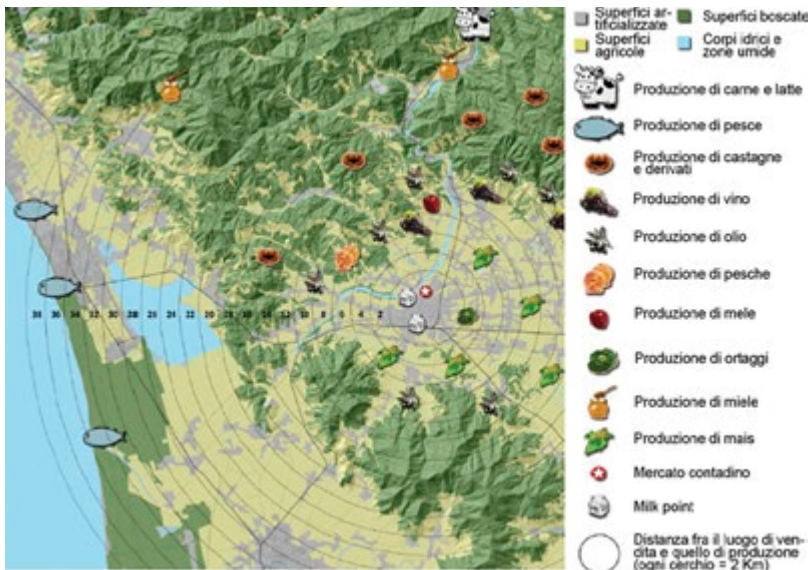 Superfici ar-
tificializzate
Superfici boscate
Superfici
agricole
Corpi idrici e
zone umide
Produzione di carne e latte
Produzione di pesce
Produzione di castagne
e derivati
Produzione di vino
Produzione di olio
Produzione di pesche
Produzione di mele
Produzione di ortaggi
Produzione di miele
Produzione di mais
Mercato contadino
Milk point
Distanza fra il luogo di ven-
dita e quello di produzione
(ogni cerchio = 2 Km)
38 36 34 32 30 28 26 24 22 20 18 16 14 12 10 8 6 4 2